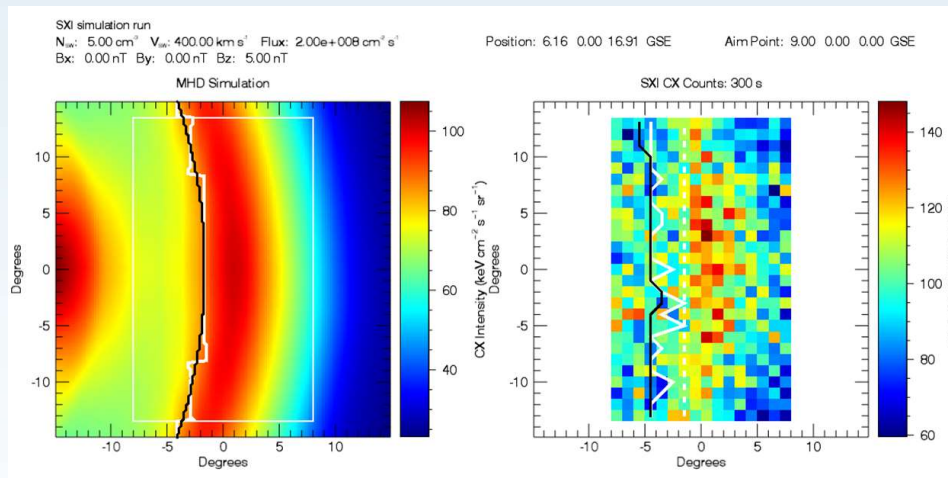 SXI simulation run
Nsw: 5.00 cm⁻³ Vsw: 400.00 km s⁻¹ Flux: 2.00e+008 cm⁻² s⁻¹
Bx: 0.00 nT By: 0.00 nT Bz: 5.00 nT
Position: 6.16 0.00 16.91 GSE Aim Point: 9.00 0.00 0.00 GSE
MHD Simulation
10
5
0
-5
-10
Degrees
-10 -5 0 5 10
Degrees
100
80
60
40
CX Intensity (keV cm⁻² s⁻¹ sr⁻¹)
SXI CX Counts: 300 s
10
5
0
-5
-10
Degrees
-10 -5 0 5 10
Degrees
140
120
100
80
60